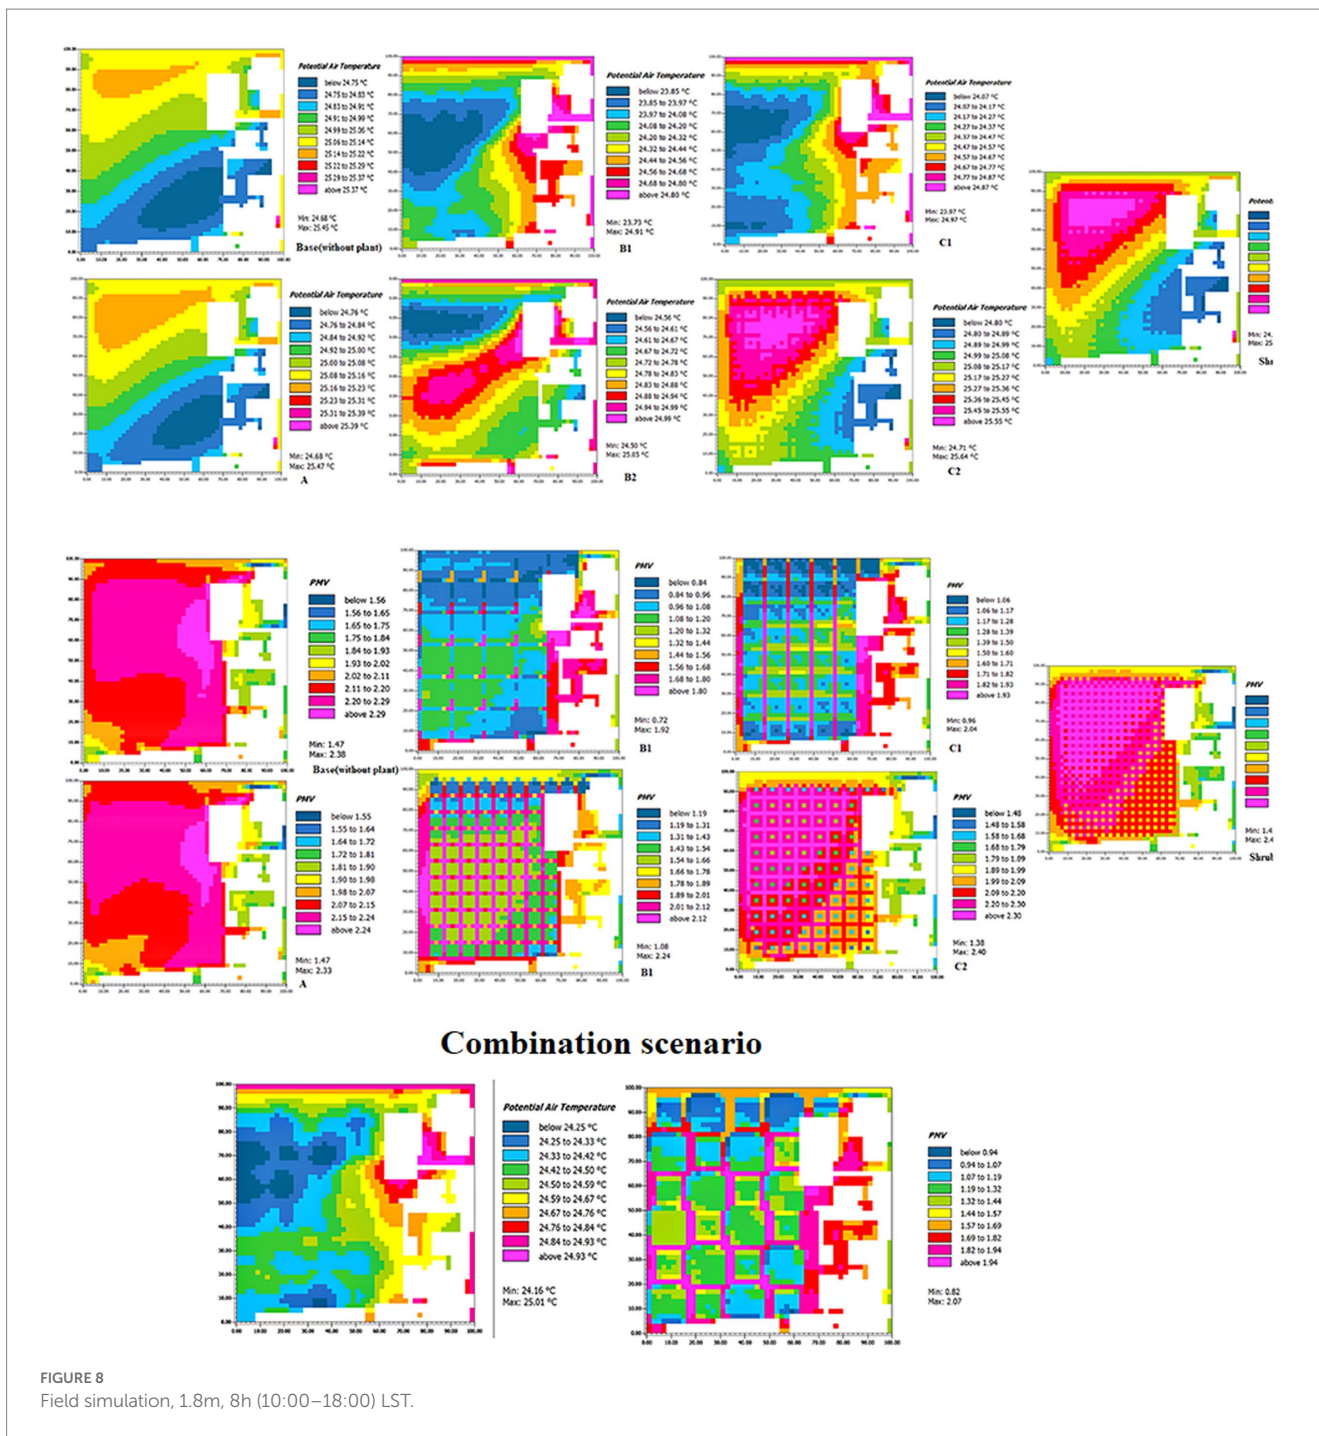 Potential Air Temperature
below 24.75 °C
24.75 to 24.83 °C
24.83 to 24.91 °C
24.91 to 24.99 °C
24.99 to 25.06 °C
25.06 to 25.14 °C
25.14 to 25.22 °C
25.22 to 25.29 °C
25.29 to 25.37 °C
above 25.37 °C
Min: 24.68 °C
Max: 25.45 °C
Base(without plant)
Potential Air Temperature
below 23.85 °C
23.85 to 23.97 °C
23.97 to 24.08 °C
24.08 to 24.20 °C
24.20 to 24.32 °C
24.32 to 24.44 °C
24.44 to 24.56 °C
24.56 to 24.68 °C
24.68 to 24.80 °C
above 24.80 °C
Min: 23.73 °C
Max: 24.91 °C
B1
Potential Air Temperature
below 24.07 °C
24.07 to 24.17 °C
24.17 to 24.27 °C
24.27 to 24.37 °C
24.37 to 24.47 °C
24.47 to 24.57 °C
24.57 to 24.67 °C
24.67 to 24.77 °C
24.77 to 24.87 °C
above 24.87 °C
Min: 23.97 °C
Max: 24.97 °C
C1
Potential Air Temperature
below 24.76 °C
24.76 to 24.84 °C
24.84 to 24.92 °C
24.92 to 25.00 °C
25.00 to 25.08 °C
25.08 to 25.16 °C
25.16 to 25.23 °C
25.23 to 25.31 °C
25.31 to 25.39 °C
above 25.39 °C
Min: 24.68 °C
Max: 25.47 °C
A
Potential Air Temperature
below 24.56 °C
24.56 to 24.61 °C
24.61 to 24.67 °C
24.67 to 24.72 °C
24.72 to 24.78 °C
24.78 to 24.83 °C
24.83 to 24.88 °C
24.88 to 24.94 °C
24.94 to 24.99 °C
above 24.99 °C
Min: 24.50 °C
Max: 25.05 °C
B2
Potential Air Temperature
below 24.80 °C
24.80 to 24.89 °C
24.89 to 24.99 °C
24.99 to 25.08 °C
25.08 to 25.17 °C
25.17 to 25.27 °C
25.27 to 25.36 °C
25.36 to 25.45 °C
25.45 to 25.55 °C
above 25.55 °C
Min: 24.71 °C
Max: 25.64 °C
C2
Potent
Min: 24.
Max: 25
Shr
PMV
below 1.56
1.56 to 1.65
1.65 to 1.75
1.75 to 1.84
1.84 to 1.93
1.93 to 2.02
2.02 to 2.11
2.11 to 2.20
2.20 to 2.29
above 2.29
Min: 1.47
Max: 2.38
Base(without plant)
PMV
below 0.84
0.84 to 0.96
0.96 to 1.08
1.08 to 1.20
1.20 to 1.32
1.32 to 1.44
1.44 to 1.56
1.56 to 1.68
1.68 to 1.80
above 1.80
Min: 0.72
Max: 1.92
B1
PMV
below 1.06
1.06 to 1.17
1.17 to 1.28
1.28 to 1.39
1.39 to 1.50
1.50 to 1.60
1.60 to 1.71
1.71 to 1.82
1.82 to 1.93
above 1.93
Min: 0.96
Max: 2.04
C1
PMV
below 1.55
1.55 to 1.64
1.64 to 1.72
1.72 to 1.81
1.81 to 1.90
1.90 to 1.98
1.98 to 2.07
2.07 to 2.15
2.15 to 2.24
above 2.24
Min: 1.47
Max: 2.33
A
PMV
below 1.19
1.19 to 1.31
1.31 to 1.43
1.43 to 1.54
1.54 to 1.66
1.66 to 1.78
1.78 to 1.89
1.89 to 2.01
2.01 to 2.12
above 2.12
Min: 1.08
Max: 2.24
B1
PMV
below 1.48
1.48 to 1.58
1.58 to 1.68
1.68 to 1.79
1.79 to 1.89
1.89 to 1.99
1.99 to 2.09
2.09 to 2.20
2.20 to 2.30
above 2.30
Min: 1.38
Max: 2.40
C2
PMV
Min: 1.4
Max: 2.4
Shrub
Combination scenario
Potential Air Temperature
below 24.25 °C
24.25 to 24.33 °C
24.33 to 24.42 °C
24.42 to 24.50 °C
24.50 to 24.59 °C
24.59 to 24.67 °C
24.67 to 24.76 °C
24.76 to 24.84 °C
24.84 to 24.93 °C
above 24.93 °C
Min: 24.16 °C
Max: 25.01 °C
PMV
below 0.94
0.94 to 1.07
1.07 to 1.19
1.19 to 1.32
1.32 to 1.44
1.44 to 1.57
1.57 to 1.69
1.69 to 1.82
1.82 to 1.94
above 1.94
Min: 0.82
Max: 2.07
FIGURE 8
Field simulation, 1.8m, 8h (10:00–18:00) LST.